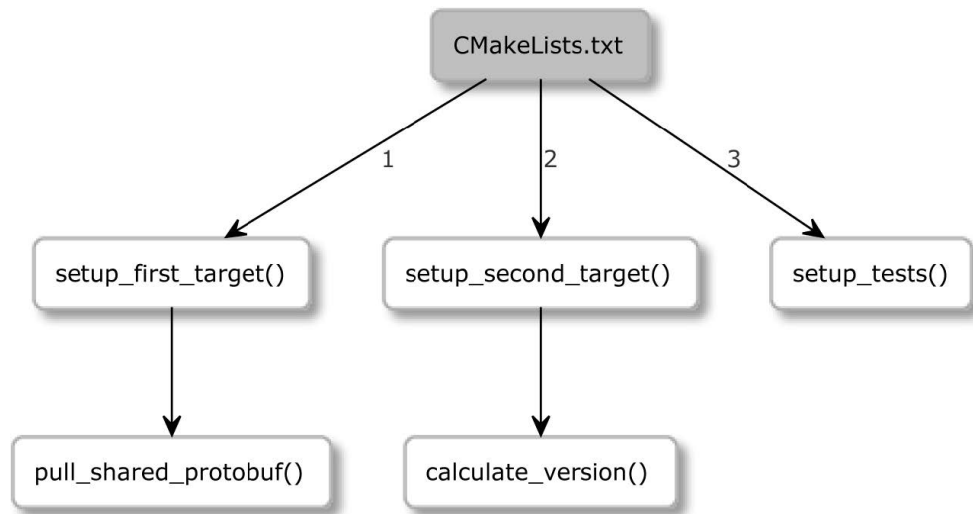 CMakeLists.txt
1
2
3
setup_first_target()
setup_second_target()
setup_tests()
pull_shared_protobuf()
calculate_version()